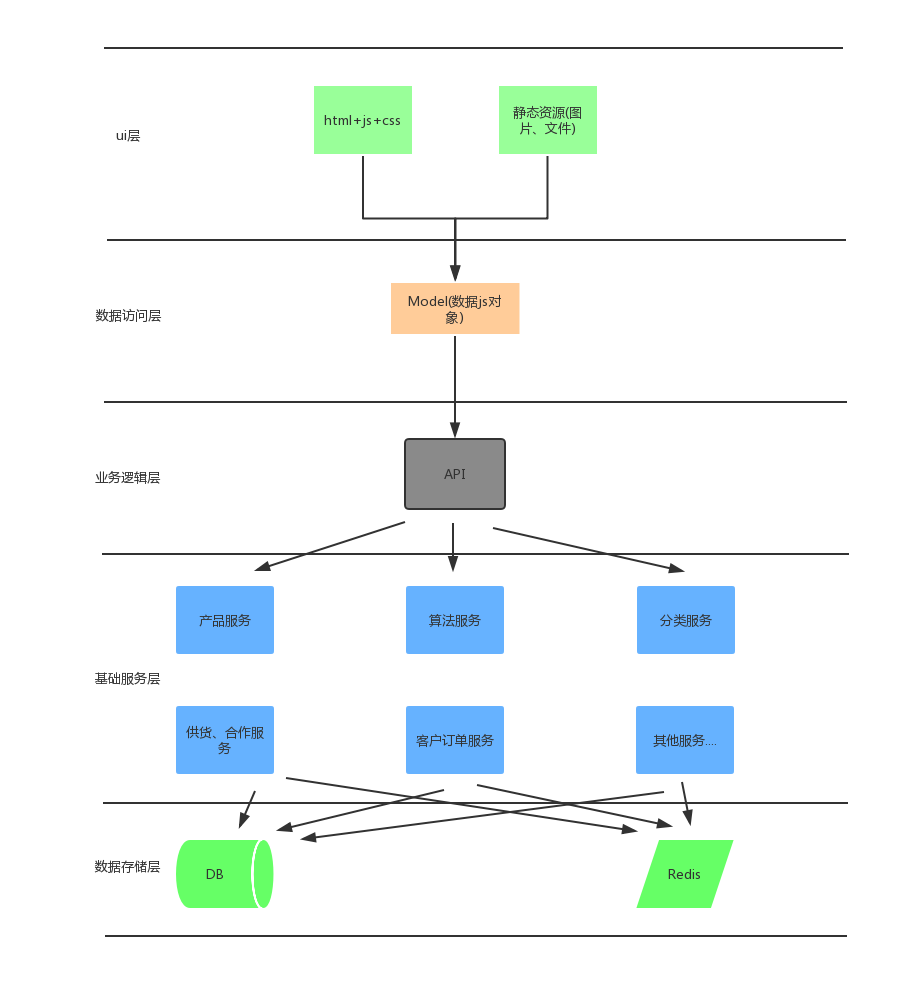 ui层
html+js+css
静态资源(图
片、文件)
数据访问层
Model(数据js对
象)
业务逻辑层
API
产品服务
算法服务
分类服务
基础服务层
供货、合作服
务
客户订单服务
其他服务....
数据存储层
DB
Redis